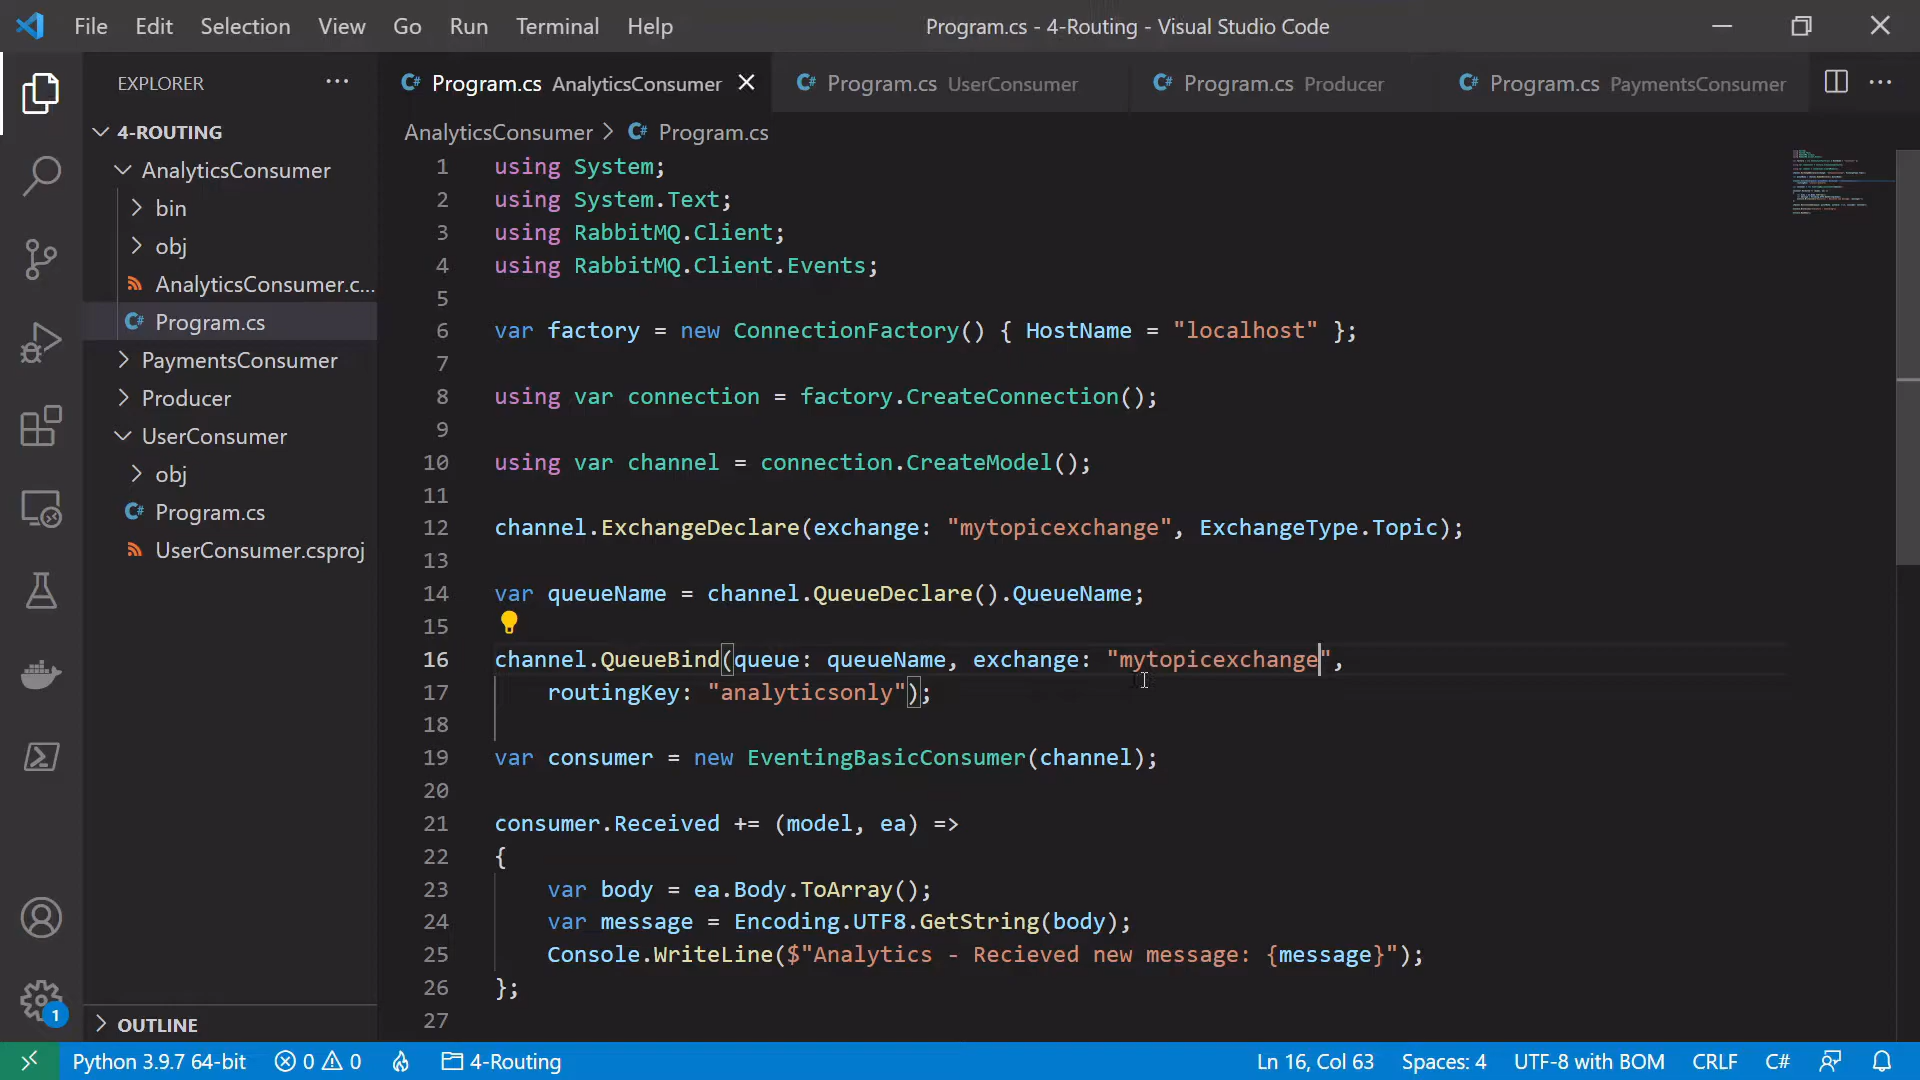 File Edit Selection View Go Run Terminal Help
Program.cs - 4-Routing - Visual Studio Code
EXPLORER
Program.cs AnalyticsConsumer
Program.cs UserConsumer
Program.cs Producer
Program.cs PaymentsConsumer
4-ROUTING
AnalyticsConsumer
bin
obj
AnalyticsConsumer.c...
Program.cs
PaymentsConsumer
Producer
UserConsumer
obj
Program.cs
UserConsumer.csproj
OUTLINE
AnalyticsConsumer > Program.cs
1 using System;
2 using System.Text;
3 using RabbitMQ.Client;
4 using RabbitMQ.Client.Events;
5
6 var factory = new ConnectionFactory() { HostName = "localhost" };
7
8 using var connection = factory.CreateConnection();
9
10 using var channel = connection.CreateModel();
11
12 channel.ExchangeDeclare(exchange: "mytopicexchange", ExchangeType.Topic);
13
14 var queueName = channel.QueueDeclare().QueueName;
15
16 channel.QueueBind(queue: queueName, exchange: "mytopicexchange",
17 routingKey: "analyticsonly");
18
19 var consumer = new EventingBasicConsumer(channel);
20
21 consumer.Received += (model, ea) =>
22 {
23 var body = ea.Body.ToArray();
24 var message = Encoding.UTF8.GetString(body);
25 Console.WriteLine($"Analytics - Recieved new message: {message}");
26 };
27
1
Python 3.9.7 64-bit 0 0 4-Routing Ln 16, Col 63 Spaces: 4 UTF-8 with BOM CRLF C#